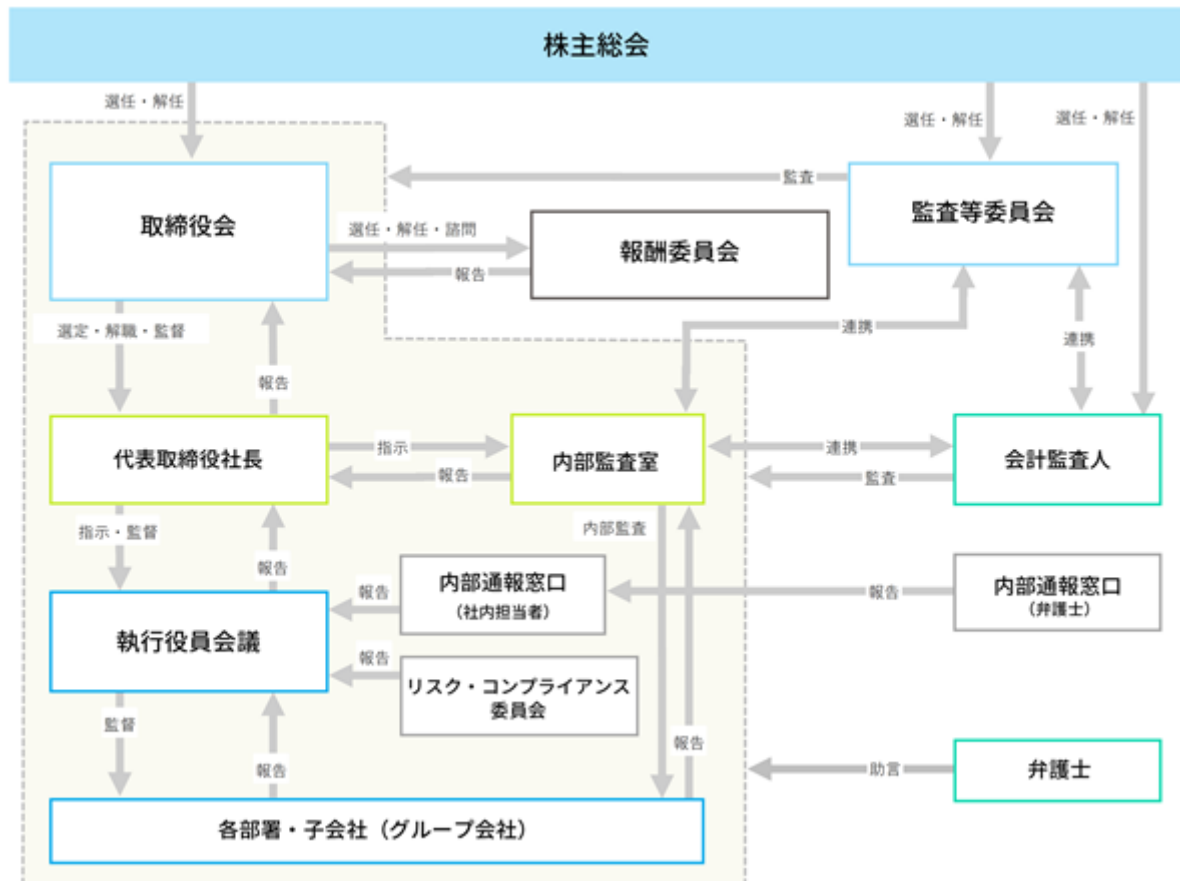 株主総会
選任・解任
選任・解任
選任・解任
取締役会
監査
監査等委員会
選任・解任・諮問
報酬委員会
報告
選定・解職・監督
連携
連携
報告
代表取締役社長
指示
報告
内部監査室
連携
監査
会計監査人
指示・監督
内部監査
報告
内部通報窓口
（社内担当者）
報告
報告
内部通報窓口
（弁護士）
執行役員会議
報告
リスク・コンプライアンス
委員会
監督
報告
報告
助言
弁護士
各部署・子会社（グループ会社）